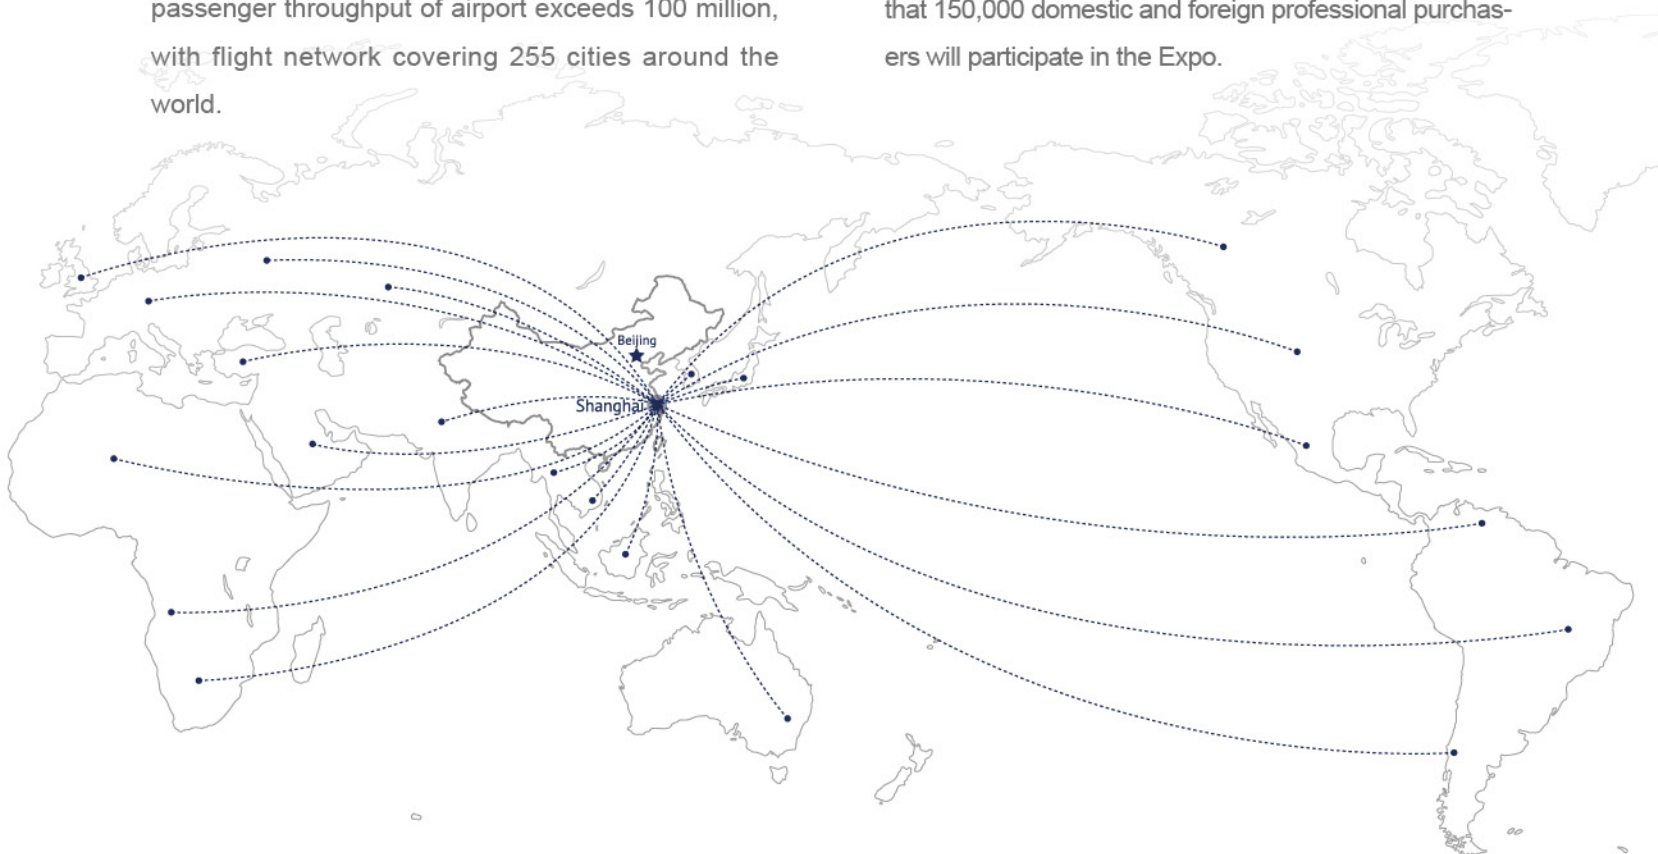 passenger throughput of airport exceeds 100 million,
with flight network covering 255 cities around the
world.
that 150,000 domestic and foreign professional purchas-
ers will participate in the Expo.
Beijing
Shanghai